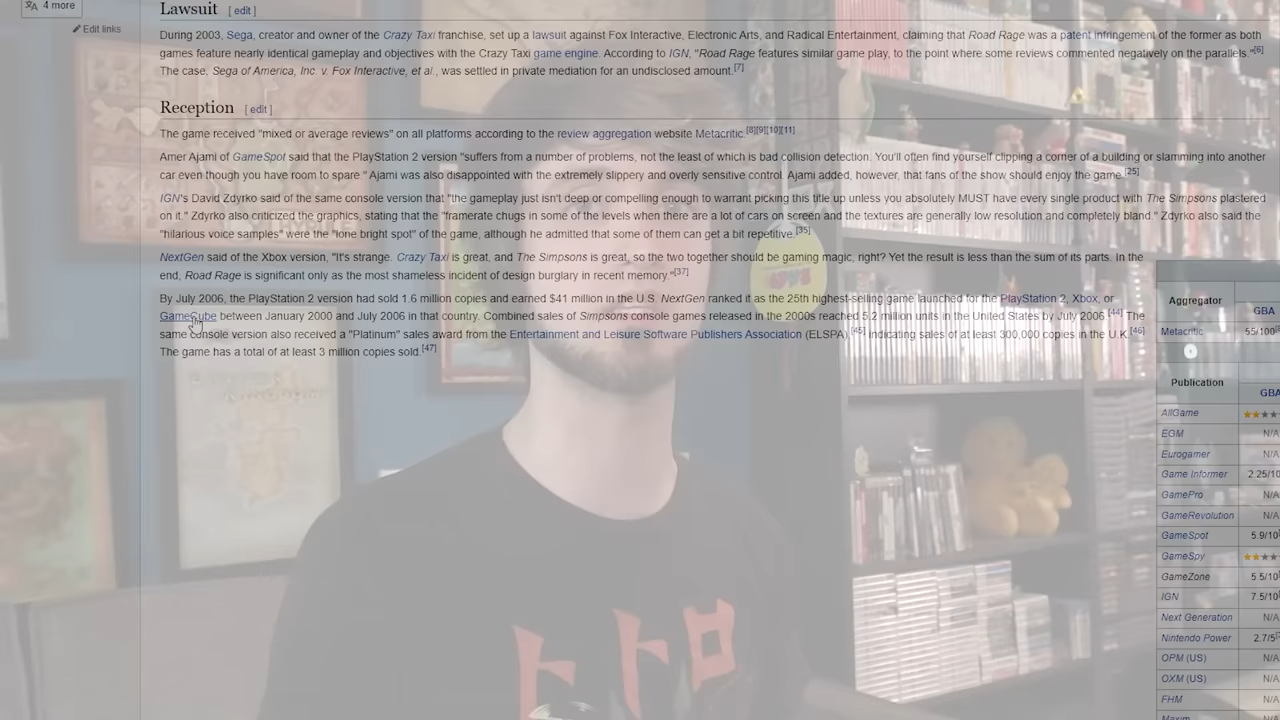 4 more
Edit links
Lawsuit [ edit ]
During 2003, Sega, creator and owner of the Crazy Taxi franchise, set up a lawsuit against Fox Interactive, Electronic Arts, and Radical Entertainment, claiming that Road Rage was a patent infringement of the former as both
games feature nearly identical gameplay and objectives with the Crazy Taxi game engine. According to IGN, "Road Rage features similar game play, to the point where some reviews commented negatively on the parallels."[6]
The case, Sega of America, Inc. v. Fox Interactive, et al., was settled in private mediation for an undisclosed amount.[7]
Reception [ edit ]
The game received "mixed or average reviews" on all platforms according to the review aggregation website Metacritic.[8][9][10][11]
Amer Ajami of GameSpot said that the PlayStation 2 version "suffers from a number of problems, not the least of which is bad collision detection. You'll often find yourself clipping a corner of a building or slamming into another
car even though you have room to spare." Ajami was also disappointed with the extremely slippery and overly sensitive control. Ajami added, however, that fans of the show should enjoy the game.[25]
IGN's David Zdyrko said of the same console version that "the gameplay just isn't deep or compelling enough to warrant picking this title up unless you absolutely MUST have every single product with The Simpsons plastered
on it." Zdyrko also criticized the graphics, stating that the "framerate chugs in some of the levels when there are a lot of cars on screen and the textures are generally low resolution and completely bland." Zdyrko also said the
"hilarious voice samples" were the "lone bright spot" of the game, although he admitted that some of them can get a bit repetitive.[35]
NextGen said of the Xbox version, "It's strange. Crazy Taxi is great, and The Simpsons is great, so the two together should be gaming magic, right? Yet the result is less than the sum of its parts. In the
end, Road Rage is significant only as the most shameless incident of design burglary in recent memory."[37]
By July 2006, the PlayStation 2 version had sold 1.6 million copies and earned $41 million in the U.S. NextGen ranked it as the 25th highest-selling game launched for the PlayStation 2, Xbox, or
GameCube between January 2000 and July 2006 in that country. Combined sales of Simpsons console games released in the 2000s reached 5.2 million units in the United States by July 2006.[44] The
same console version also received a "Platinum" sales award from the Entertainment and Leisure Software Publishers Association (ELSPA),[45] indicating sales of at least 300,000 copies in the U.K.[46]
The game has a total of at least 3 million copies sold.[47]
Aggregator
GBA
Metacritic 55/100
Publication
GBA
AllGame
EGM N/A
Eurogamer N/A
Game Informer 2.25/10
GamePro N/A
GameRevolution N/A
GameSpot 5.9/10
GameSpy
GameZone 5.5/10
IGN 7.5/10
Next Generation N/A
Nintendo Power 2.7/5
OPM (US) N/A
OXM (US) N/A
FHM N/A
Maxim
トトロ